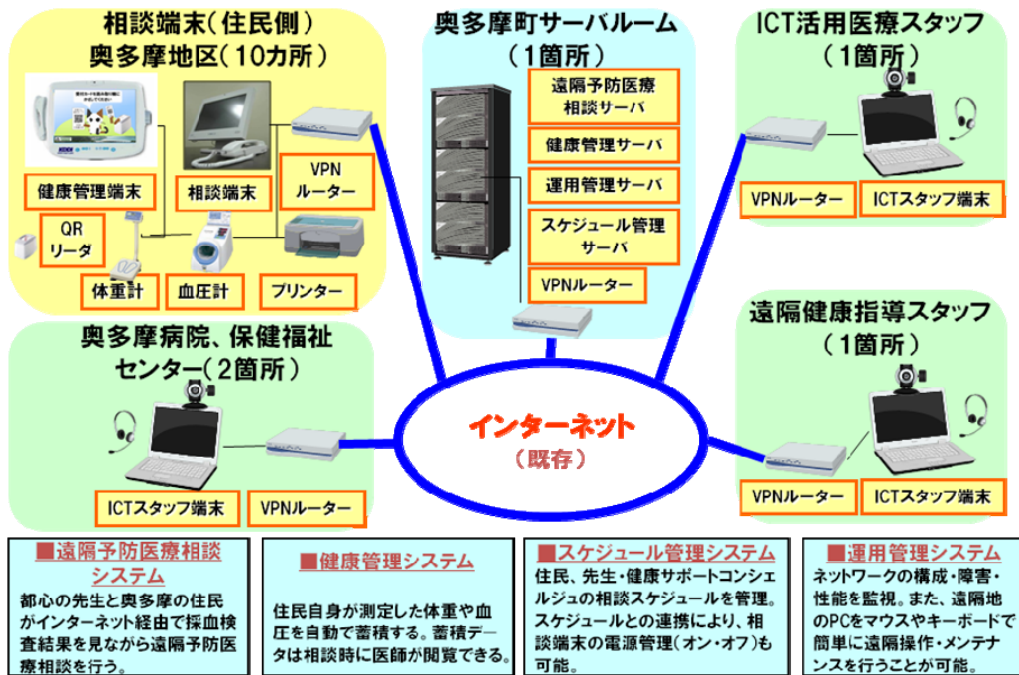 相談端末(住民側)
奥多摩地区(10カ所)
健康管理端末
相談端末
VPN
ルーター
QR
リーダ
体重計
血圧計
プリンター
奥多摩町サーバルーム
(1箇所)
遠隔予防医療
相談サーバ
健康管理サーバ
運用管理サーバ
スケジュール管理
サーバ
VPNルーター
ICT活用医療スタッフ
(1箇所)
VPNルーター
ICTスタッフ端末
奥多摩病院、保健福祉
センター(2箇所)
ICTスタッフ端末
VPNルーター
インターネット
(既存)
遠隔健康指導スタッフ
(1箇所)
VPNルーター
ICTスタッフ端末
■遠隔予防医療相談
システム
都心の先生と奥多摩の住民
がインターネット経由で採血検
査結果を見ながら遠隔予防医
療相談を行う。
■健康管理システム
住民自身が測定した体重や血
圧を自動で蓄積する。蓄積デー
タは相談時に医師が閲覧できる。
■スケジュール管理システム
住民、先生・健康サポートコンシェ
ルジュの相談スケジュールを管理。
スケジュールとの連携により、相
談端末の電源管理(オン・オフ)も
可能。
■運用管理システム
ネットワークの構成・障害・
性能を監視。また、遠隔地
のPCをマウスやキーボードで
簡単に遠隔操作・メンテナ
ンスを行うことが可能。